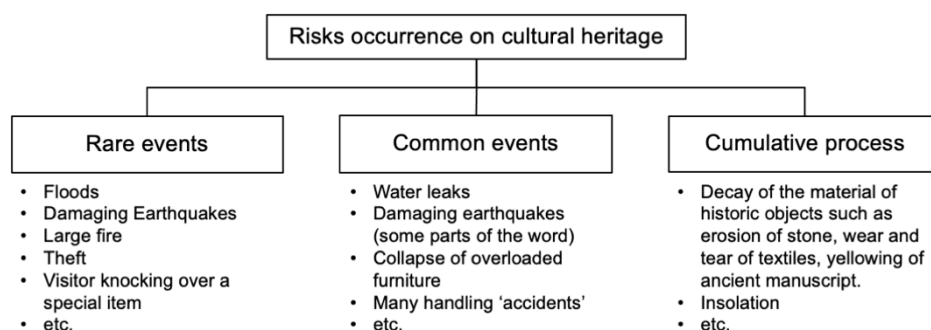 Risks occurrence on cultural heritage
Rare events
• Floods
• Damaging Earthquakes
• Large fire
• Theft
• Visitor knocking over a
special item
• etc.
Common events
• Water leaks
• Damaging earthquakes
(some parts of the word)
• Collapse of overloaded
furniture
• Many handling ‘accidents’
• etc.
Cumulative process
• Decay of the material of
historic objects such as
erosion of stone, wear and
tear of textiles, yellowing of
ancient manuscript.
• Insolation
• etc.